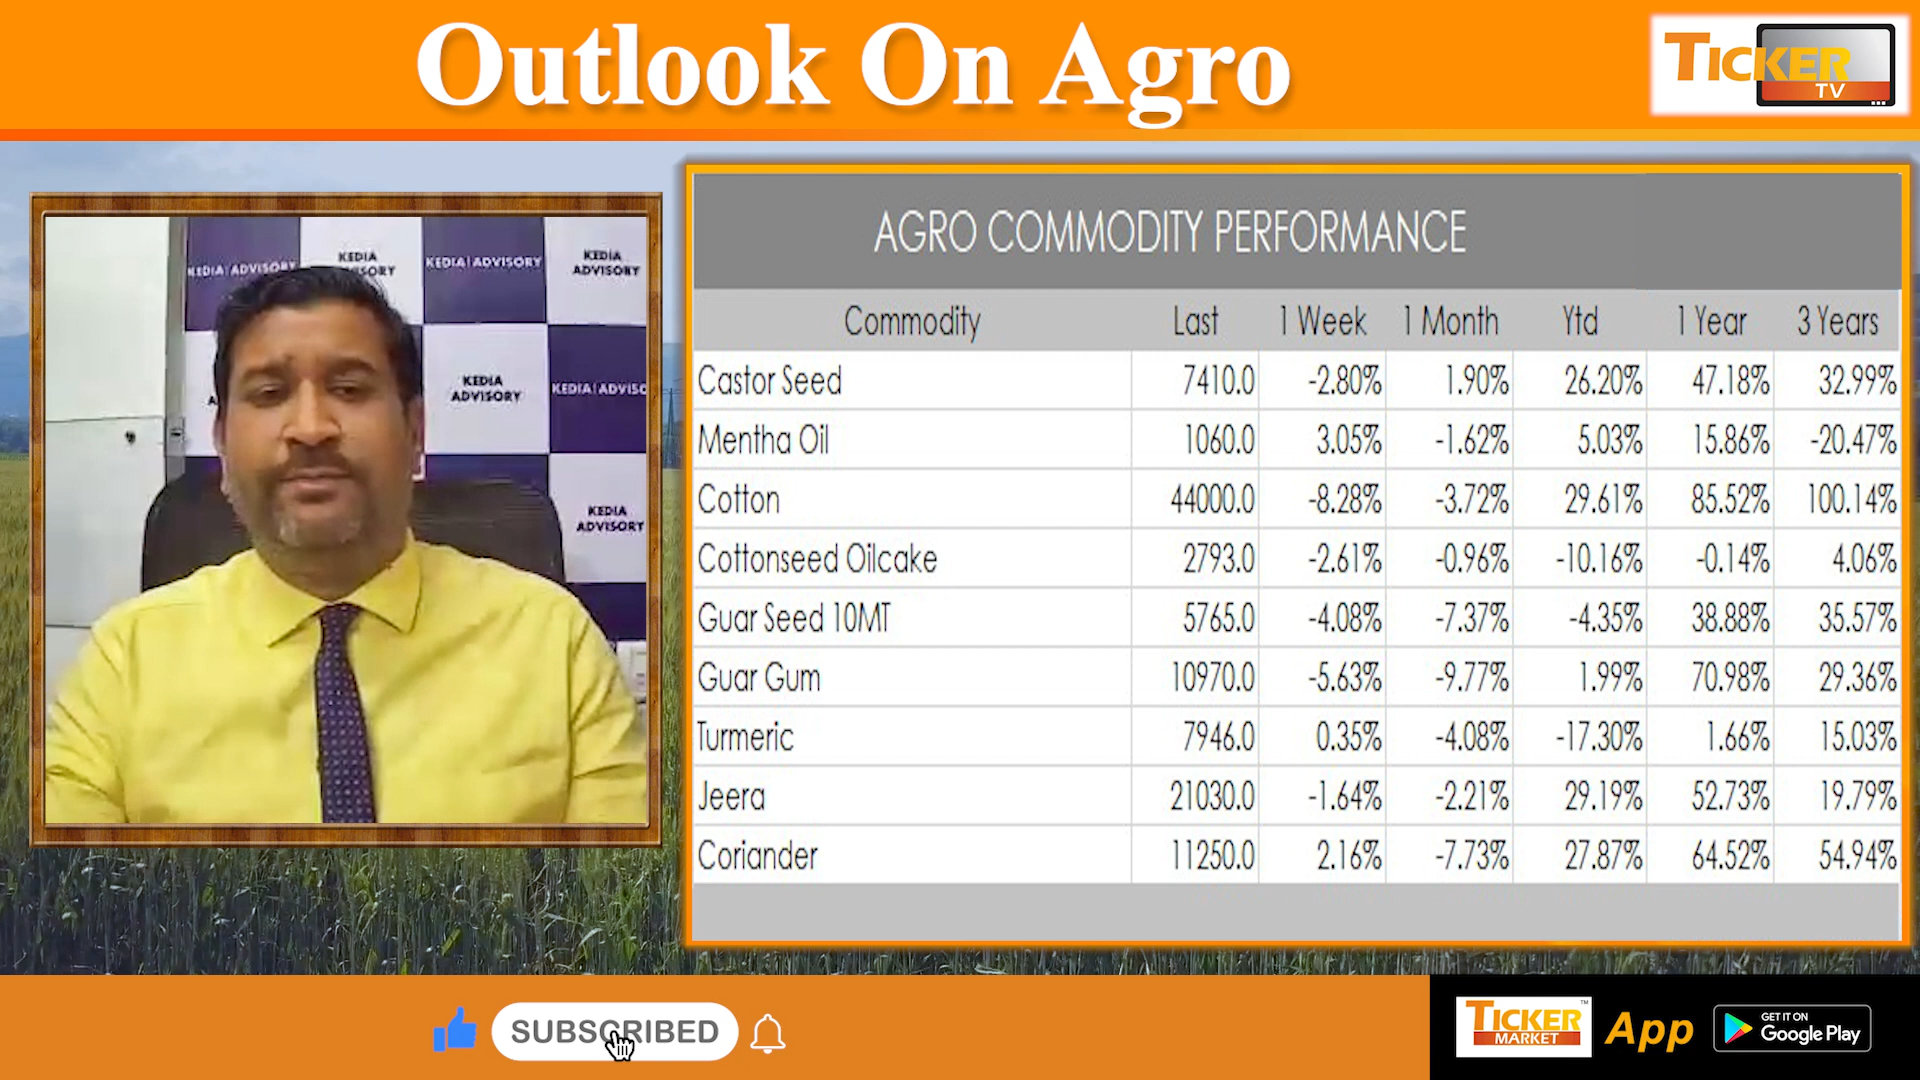 Outlook On Agro
TICKER
TV
KEDIA ADVISORY
KEDIA
KEDIA ADVISORY
KEDIA
ADVISORY
KEDIA
ADVISORY
KEDIA
ADVISORY
AGRO COMMODITY PERFORMANCE
Commodity Last 1 Week 1 Month Ytd 1 Year 3 Years
Castor Seed 7410.0 -2.80% 1.90% 26.20% 47.18% 32.99%
Mentha Oil 1060.0 3.05% -1.62% 5.03% 15.86% -20.47%
Cotton 44000.0 -8.28% -3.72% 29.61% 85.52% 100.14%
Cottonseed Oilcake 2793.0 -2.61% -0.96% -10.16% -0.14% 4.06%
Guar Seed 10MT 5765.0 -4.08% -7.37% -4.35% 38.88% 35.57%
Guar Gum 10970.0 -5.63% -9.77% 1.99% 70.98% 29.36%
Turmeric 7946.0 0.35% -4.08% -17.30% 1.66% 15.03%
Jeera 21030.0 -1.64% -2.21% 29.19% 52.73% 19.79%
Coriander 11250.0 2.16% -7.73% 27.87% 64.52% 54.94%
SUBSCRIBED
TICKER
MARKET
TM
App
GET IT ON
Google Play